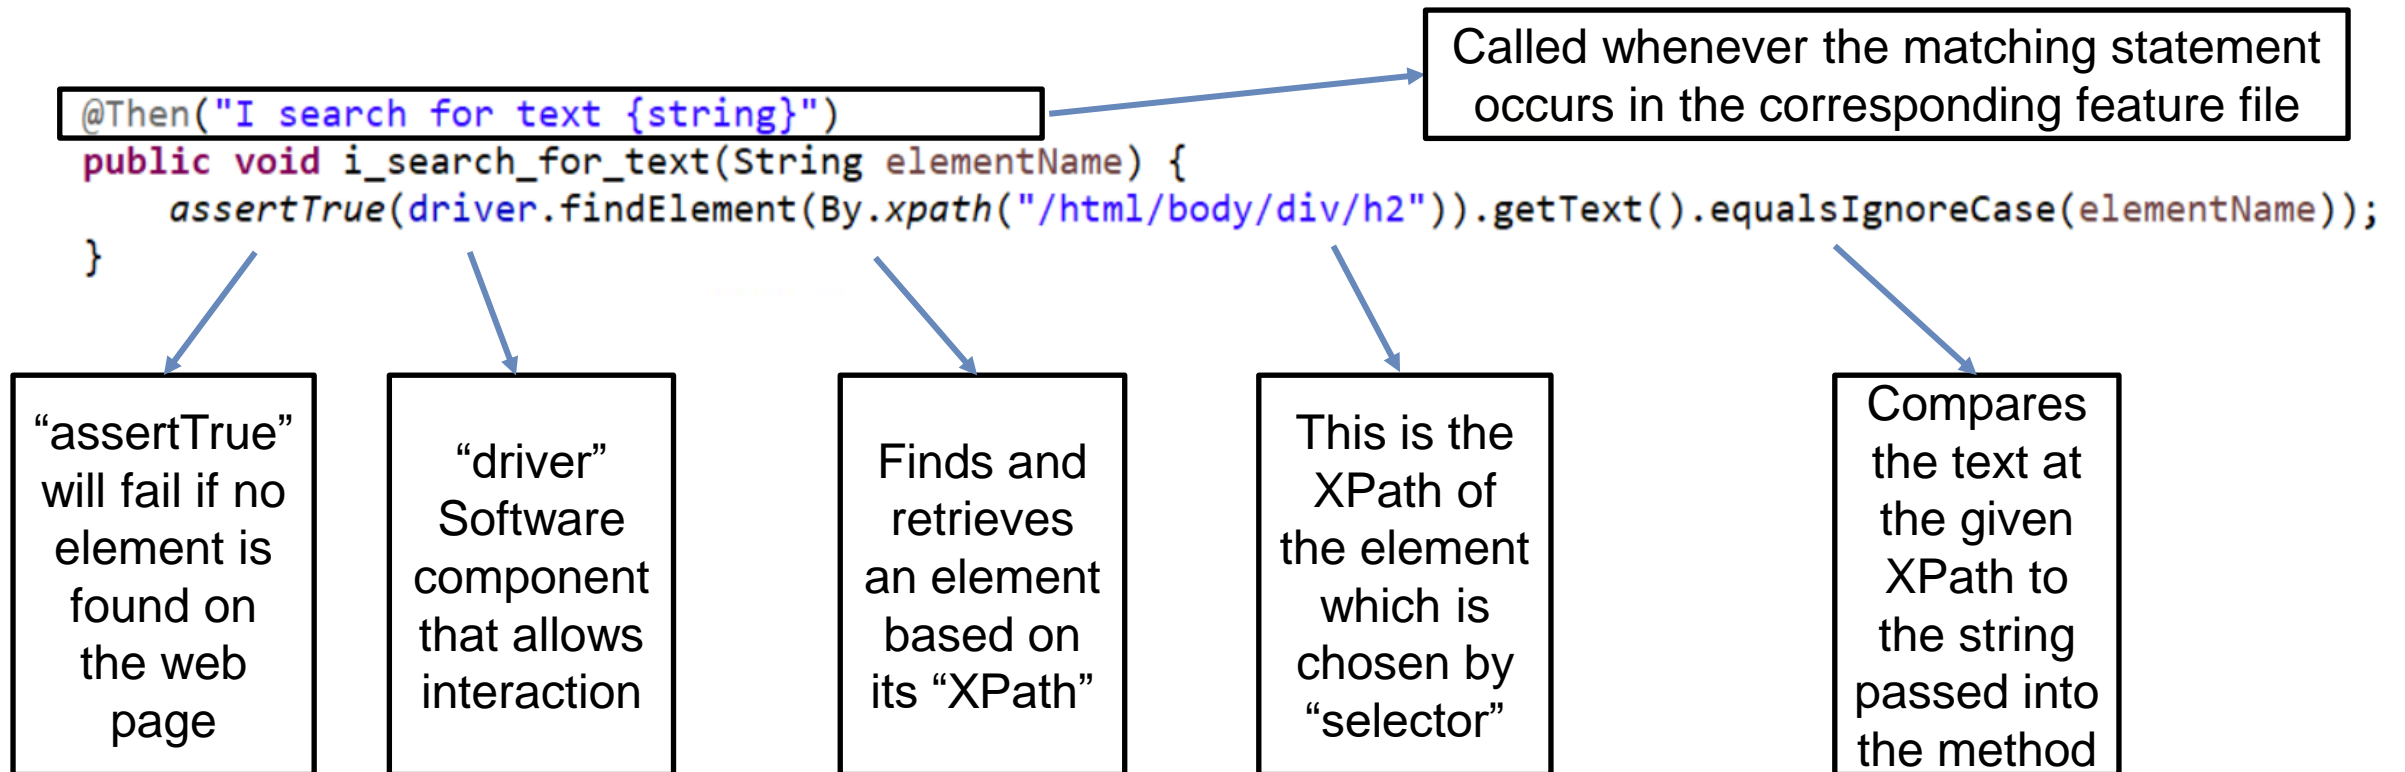 Called whenever the matching statement
occurs in the corresponding feature file
@Then("I search for text {string}")
public void i_search_for_text(String elementName) {
assertTrue(driver.findElement(By.xpath("/html/body/div/h2")).getText().equalsIgnoreCase(elementName));
}
“assertTrue”
will fail if no
element is
found on
the web
page
“driver”
Software
component
that allows
interaction
Finds and
retrieves
an element
based on
its “XPath”
This is the
XPath of
the element
which is
chosen by
“selector”
Compares
the text at
the given
XPath to
the string
passed into
the method